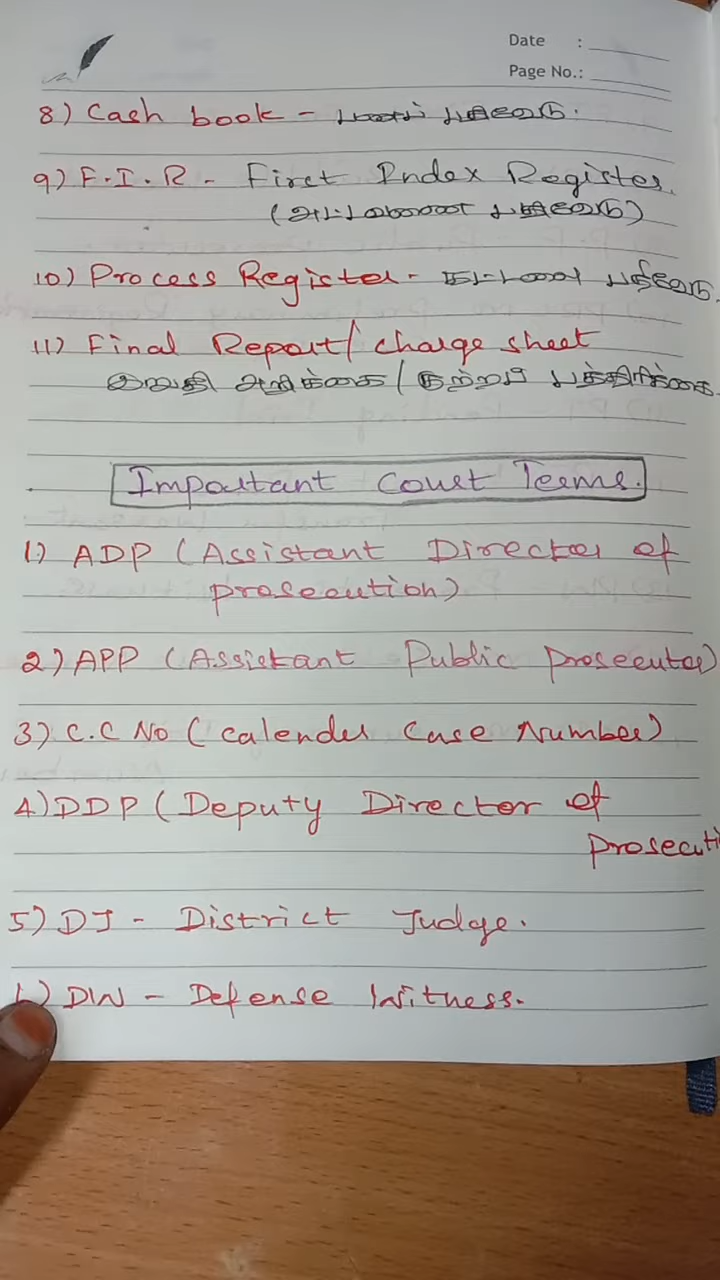 Date :
Page No.:
8) Cash book - பணப் பதிவேடு.
9) F.I.R - First Index Register.
(அட்டவணை பதிவேடு)
10) Process Register - கட்டளை பதிவேடு.
11) Final Report / charge sheet
இறுதி அறிக்கை / குற்றப் பத்திரிக்கை.
Important Court Terms.
1) ADP (Assistant Director of
prosecution)
2) APP (Assistant Public prosecutor)
3) C.C No (Calender Case Number)
4) DDP (Deputy Director of
prosecuti
5) DJ - District Judge.
6) DW - Defense Witness.